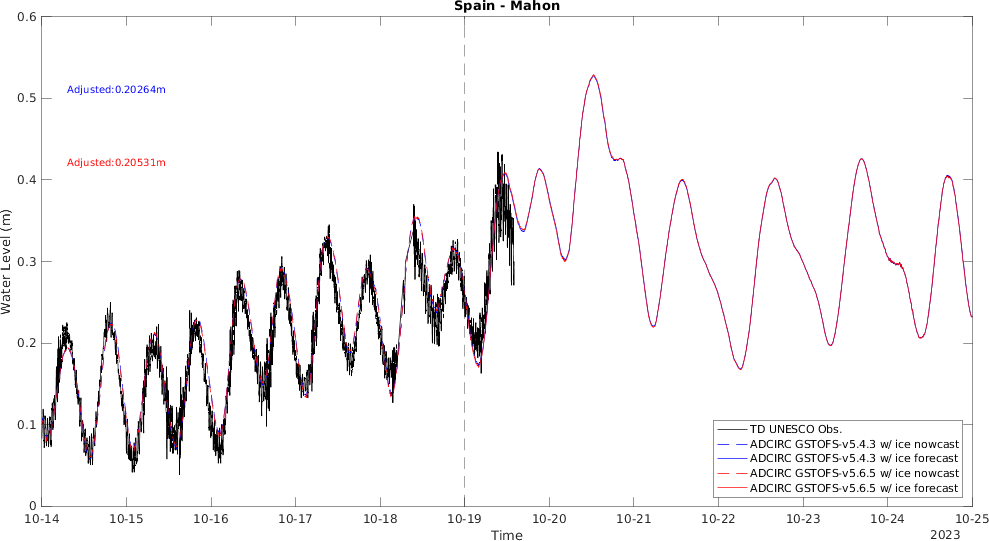 Spain - Mahon
0.6
0.5
0.4
0.3
0.2
0.1
0
Water Level (m)
Adjusted:0.20264m
Adjusted:0.20531m
TD UNESCO Obs.
ADCIRC GSTOFS-v5.4.3 w/ ice nowcast
ADCIRC GSTOFS-v5.4.3 w/ ice forecast
ADCIRC GSTOFS-v5.6.5 w/ ice nowcast
ADCIRC GSTOFS-v5.6.5 w/ ice forecast
10-14 10-15 10-16 10-17 10-18 10-19 10-20 10-21 10-22 10-23 10-24 10-25
Time
2023